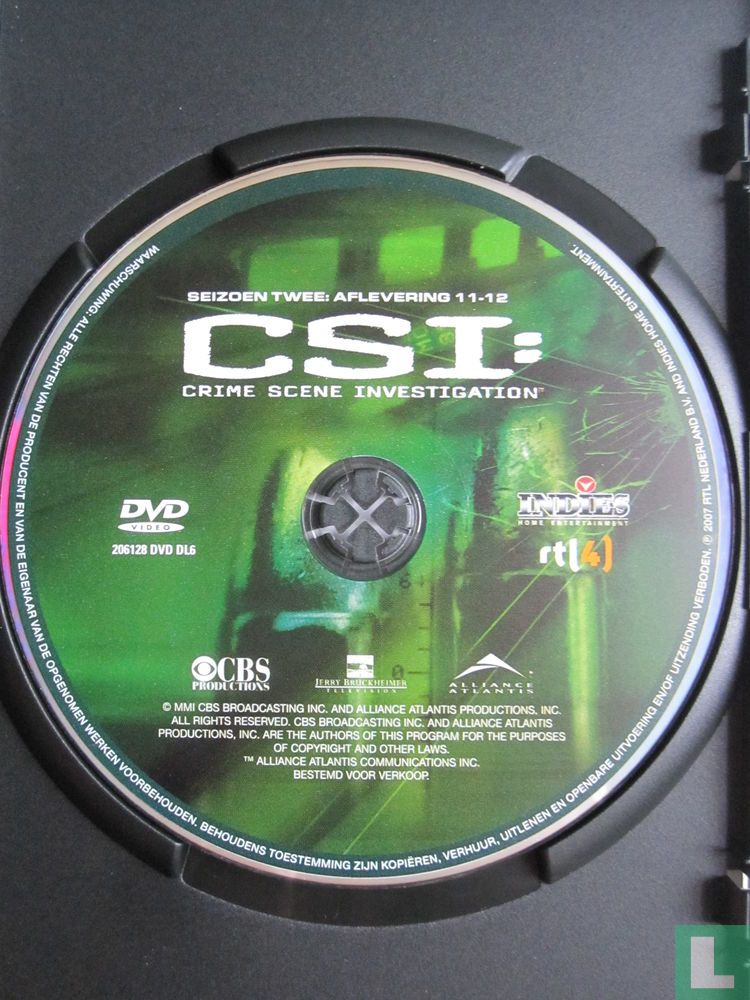 SEIZOEN TWEE: AFLEVERING 11-12
CSI:
CRIME SCENE INVESTIGATION™
DVD
VIDEO
206128 DVD DL6
INDIES
HOME ENTERTAINMENT
rtl(4)
CBS
PRODUCTIONS
JERRY BRUCKHEIMER
TELEVISION
ALLIANCE
ATLANTIS
© MMI CBS BROADCASTING INC. AND ALLIANCE ATLANTIS PRODUCTIONS, INC.
ALL RIGHTS RESERVED. CBS BROADCASTING INC. AND ALLIANCE ATLANTIS
PRODUCTIONS, INC. ARE THE AUTHORS OF THIS PROGRAM FOR THE PURPOSES
OF COPYRIGHT AND OTHER LAWS.
™ ALLIANCE ATLANTIS COMMUNICATIONS INC.
BESTEMD VOOR VERKOOP.
WAARSCHUWING: ALLE RECHTEN VAN DE PRODUCENT EN VAN DE EIGENAAR VAN DE OPGENOMEN WERKEN VOORBEHOUDEN. BEHOUDENS TOESTEMMING ZIJN KOPIËREN, VERHUUR, UITLENEN EN OPENBARE UITVOERING EN/OF UITZENDING VERBODEN. ℗ 2007 RTL NEDERLAND B.V. AND INDIES HOME ENTERTAINMENT.
L